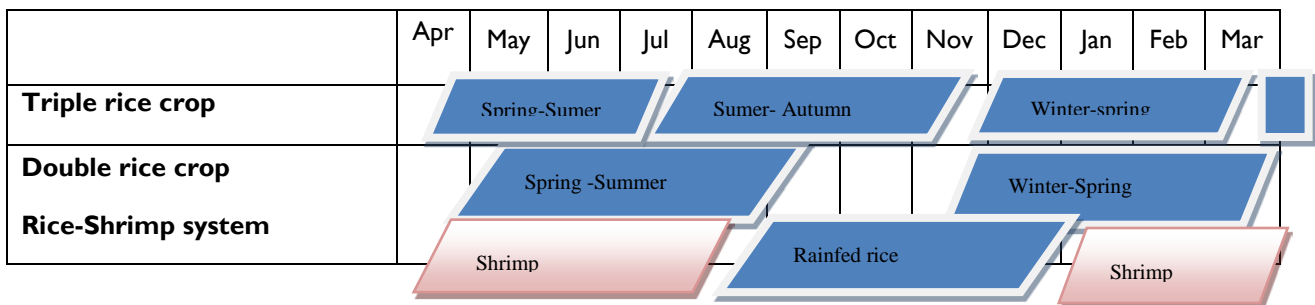 Apr May Jun Jul Aug Sep Oct Nov Dec Jan Feb Mar
Triple rice crop Spring-Sumer Sumer- Autumn Winter-spring
Double rice crop Spring -Summer Winter-Spring
Rice-Shrimp system Shrimp Rainfed rice Shrimp